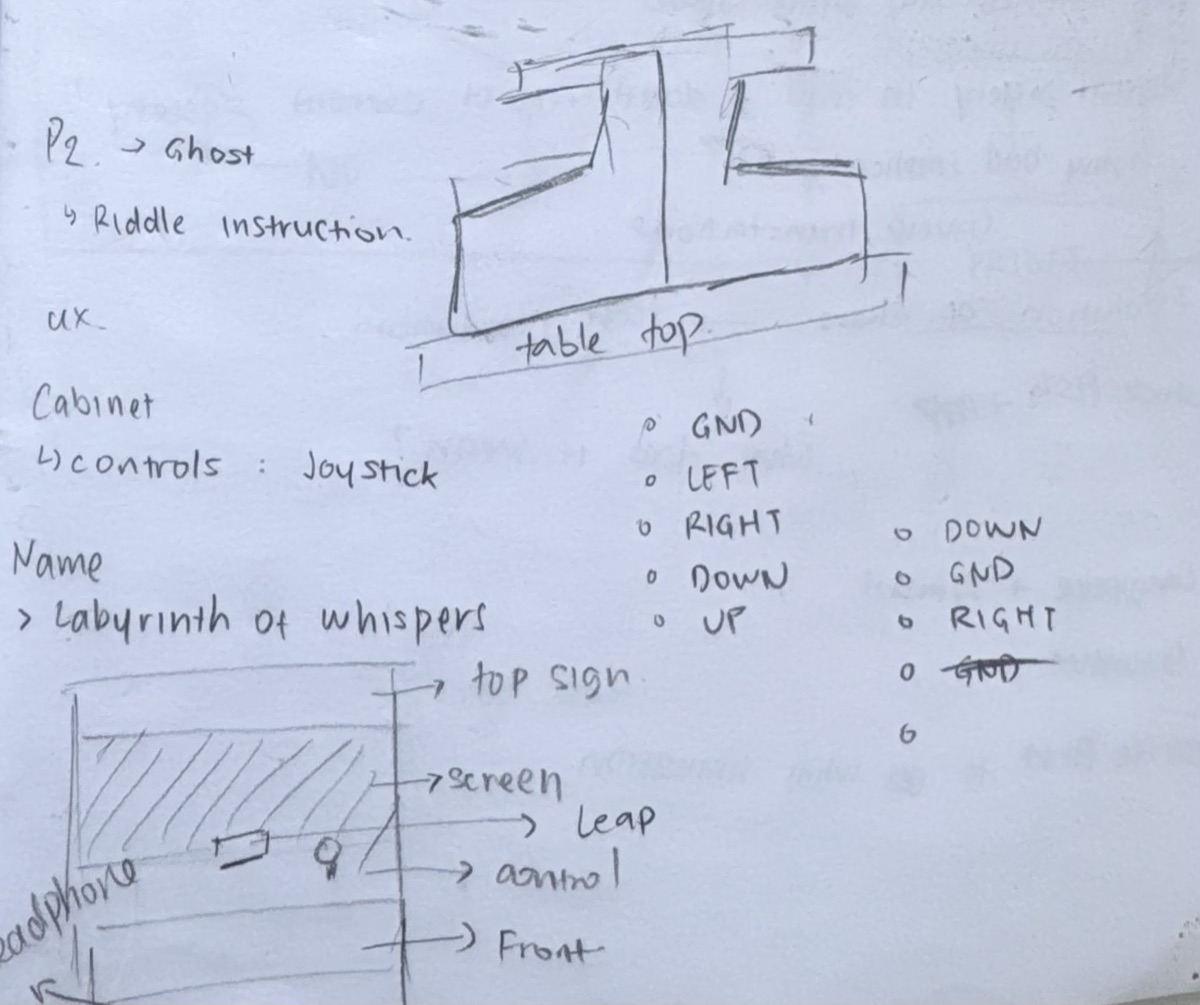 P2. → Ghost
↳ Riddle instruction.
ux
table top.
Cabinet
↳ controls : Joystick
GND
LEFT
RIGHT
DOWN
UP
DOWN
GND
RIGHT
GND
Name
> Labyrinth of whispers
→ top sign.
→ screen
→ Leap
→ control
→ Front
eadphone